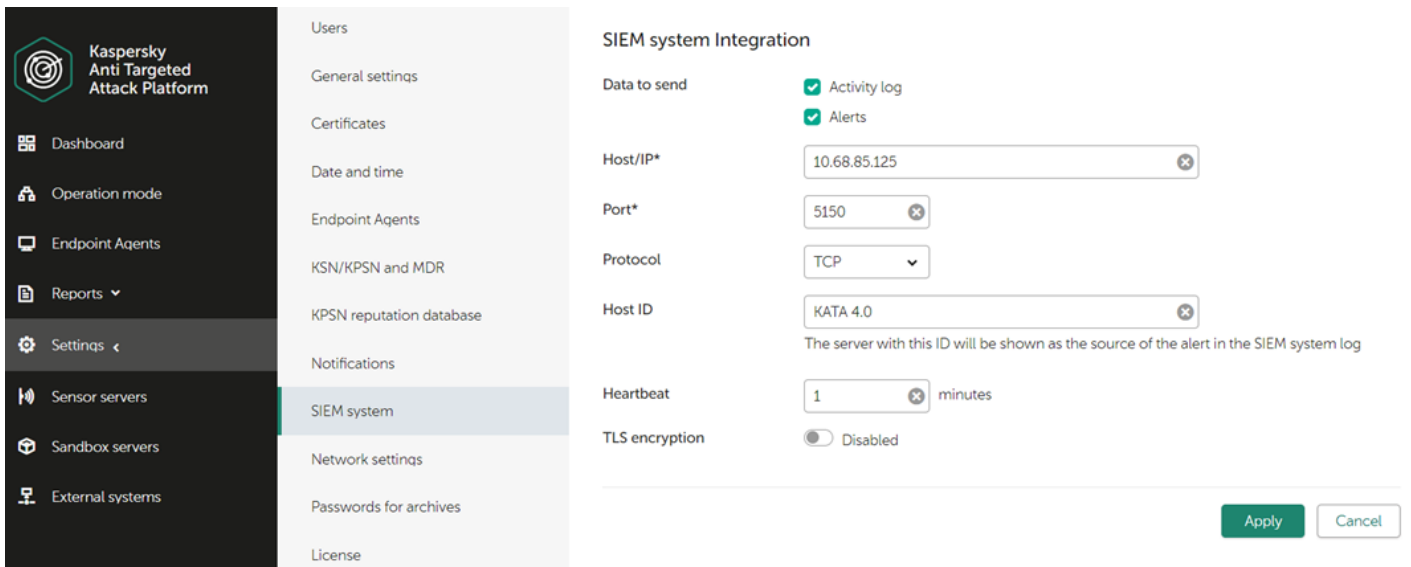 Kaspersky
Anti Targeted
Attack Platform
Dashboard
Operation mode
Endpoint Agents
Reports
Settings
Sensor servers
Sandbox servers
External systems
Users
General settings
Certificates
Date and time
Endpoint Agents
KSN/KPSN and MDR
KPSN reputation database
Notifications
SIEM system
Network settings
Passwords for archives
License
SIEM system Integration
Data to send
Activity log
Alerts
Host/IP* 10.68.85.125
Port* 5150
Protocol TCP
Host ID KATA 4.0
The server with this ID will be shown as the source of the alert in the SIEM system log
Heartbeat 1 minutes
TLS encryption Disabled
Apply Cancel